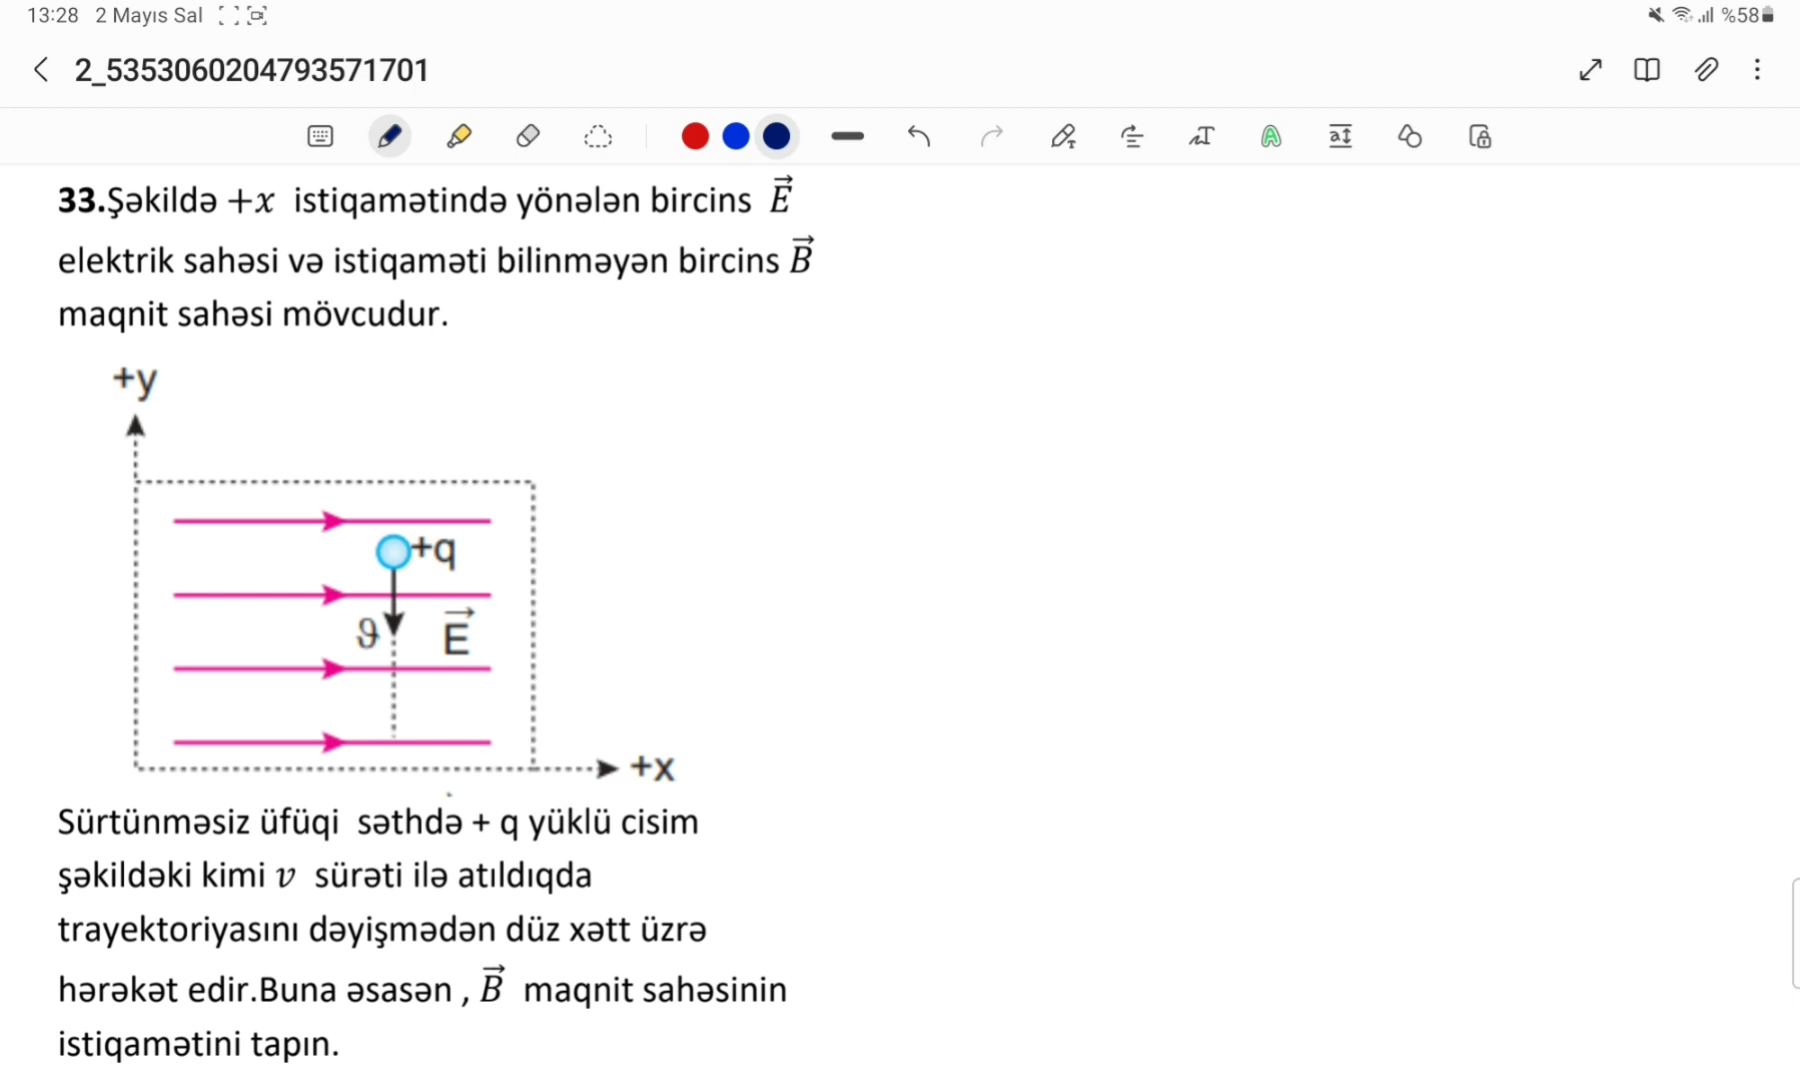 13:28 2 Mayıs Sal %58
2_5353060204793571701
33.Şəkildə +x istiqamətində yönələn bircins E⃗
elektrik sahəsi və istiqaməti bilinməyən bircins B⃗
maqnit sahəsi mövcudur.
+y
+q
ϑ E⃗
+x
Sürtünməsiz üfüqi səthdə + q yüklü cisim
şəkildəki kimi v sürəti ilə atıldıqda
trayektoriyasını dəyişmədən düz xətt üzrə
hərəkət edir.Buna əsasən , B⃗ maqnit sahəsinin
istiqamətini tapın.